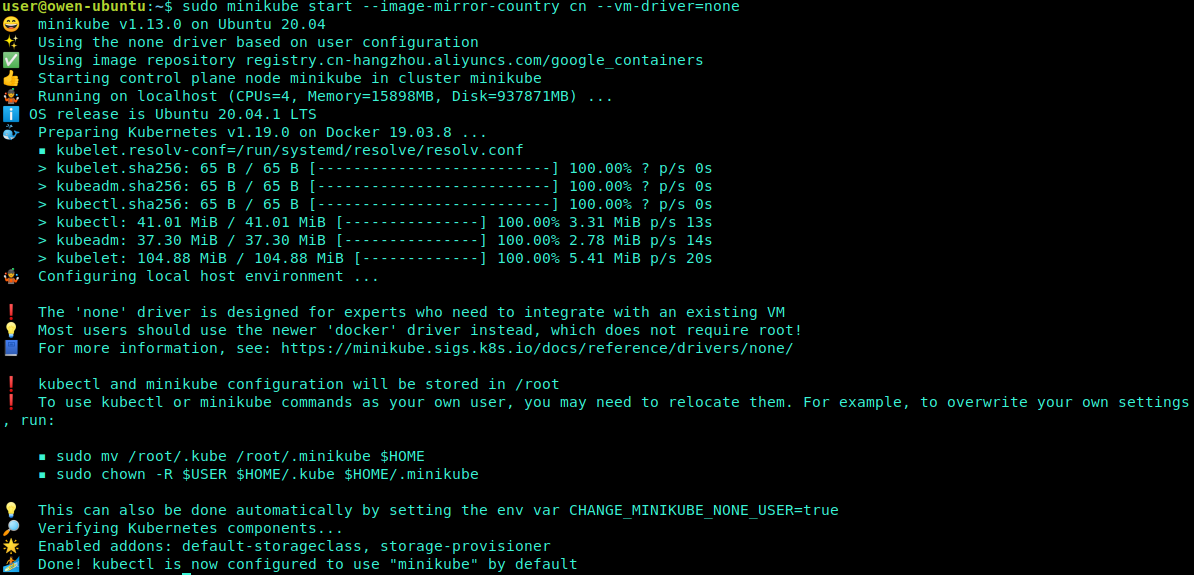 user@owen-ubuntu:~$ sudo minikube start --image-mirror-country cn --vm-driver=none
😄 minikube v1.13.0 on Ubuntu 20.04
✨ Using the none driver based on user configuration
✅ Using image repository registry.cn-hangzhou.aliyuncs.com/google_containers
👍 Starting control plane node minikube in cluster minikube
🤹 Running on localhost (CPUs=4, Memory=15898MB, Disk=937871MB) ...
ℹ️ OS release is Ubuntu 20.04.1 LTS
🐳 Preparing Kubernetes v1.19.0 on Docker 19.03.8 ...
▪ kubelet.resolv-conf=/run/systemd/resolve/resolv.conf
> kubelet.sha256: 65 B / 65 B [--------------------------] 100.00% ? p/s 0s
> kubeadm.sha256: 65 B / 65 B [--------------------------] 100.00% ? p/s 0s
> kubectl.sha256: 65 B / 65 B [--------------------------] 100.00% ? p/s 0s
> kubectl: 41.01 MiB / 41.01 MiB [---------------] 100.00% 3.31 MiB p/s 13s
> kubeadm: 37.30 MiB / 37.30 MiB [---------------] 100.00% 2.78 MiB p/s 14s
> kubelet: 104.88 MiB / 104.88 MiB [-------------] 100.00% 5.41 MiB p/s 20s
🤹 Configuring local host environment ...
❗ The 'none' driver is designed for experts who need to integrate with an existing VM
💡 Most users should use the newer 'docker' driver instead, which does not require root!
📘 For more information, see: https://minikube.sigs.k8s.io/docs/reference/drivers/none/
❗ kubectl and minikube configuration will be stored in /root
❗ To use kubectl or minikube commands as your own user, you may need to relocate them. For example, to overwrite your own settings
, run:
▪ sudo mv /root/.kube /root/.minikube $HOME
▪ sudo chown -R $USER $HOME/.kube $HOME/.minikube
💡 This can also be done automatically by setting the env var CHANGE_MINIKUBE_NONE_USER=true
🔎 Verifying Kubernetes components...
🌟 Enabled addons: default-storageclass, storage-provisioner
🏄 Done! kubectl is now configured to use "minikube" by default